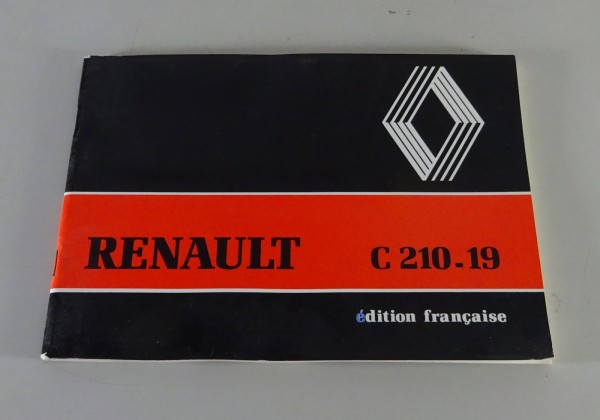 RENAULT C 210-19
édition française